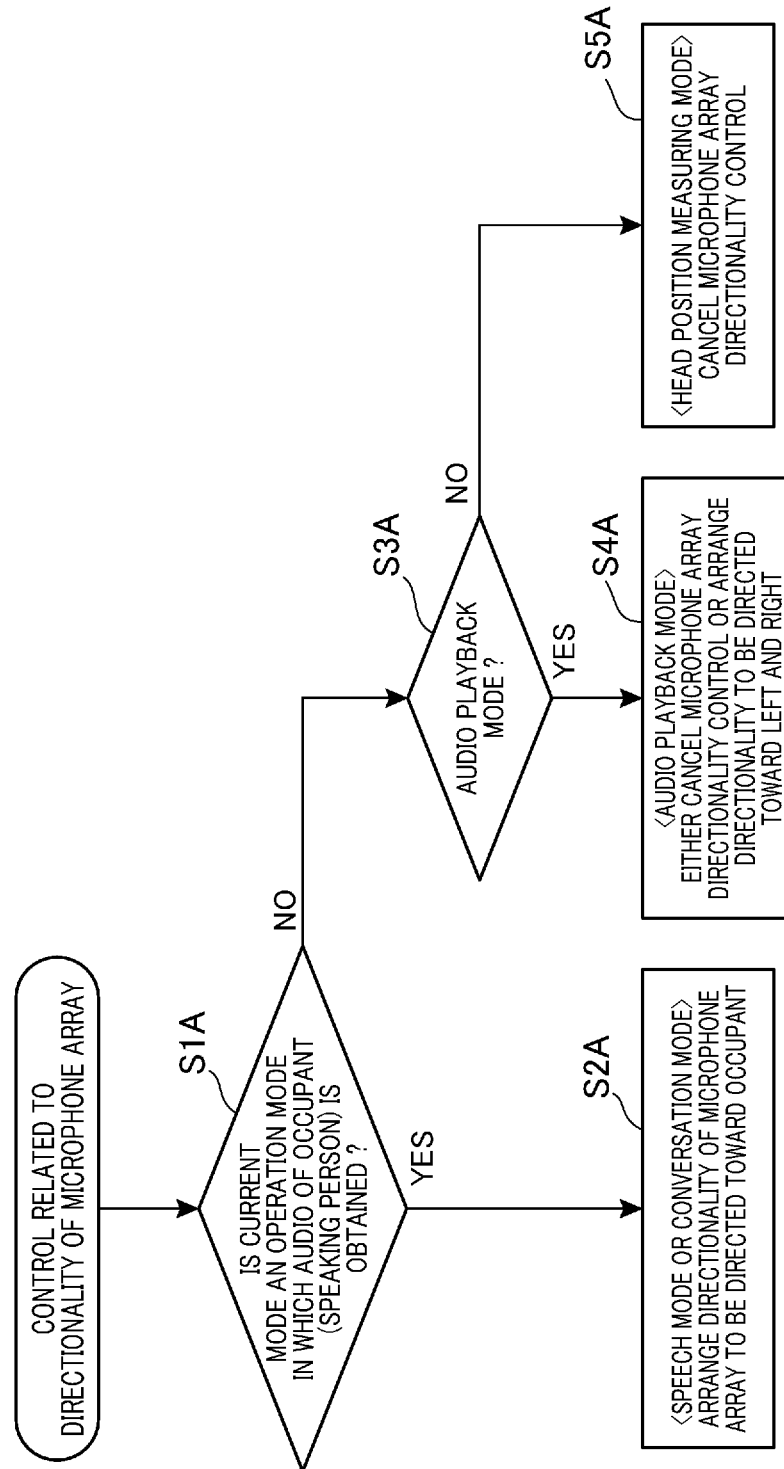 CONTROL RELATED TO
DIRECTIONALITY OF MICROPHONE ARRAY
S1A
IS CURRENT
MODE AN OPERATION MODE
IN WHICH AUDIO OF OCCUPANT
(SPEAKING PERSON) IS
OBTAINED ?
NO
YES
S2A
<SPEECH MODE OR CONVERSATION MODE>
ARRANGE DIRECTIONALITY OF MICROPHONE
ARRAY TO BE DIRECTED TOWARD OCCUPANT
S3A
AUDIO PLAYBACK
MODE ?
NO
YES
S4A
<AUDIO PLAYBACK MODE>
EITHER CANCEL MICROPHONE ARRAY
DIRECTIONALITY CONTROL OR ARRANGE
DIRECTIONALITY TO BE DIRECTED
TOWARD LEFT AND RIGHT
S5A
<HEAD POSITION MEASURING MODE>
CANCEL MICROPHONE ARRAY
DIRECTIONALITY CONTROL